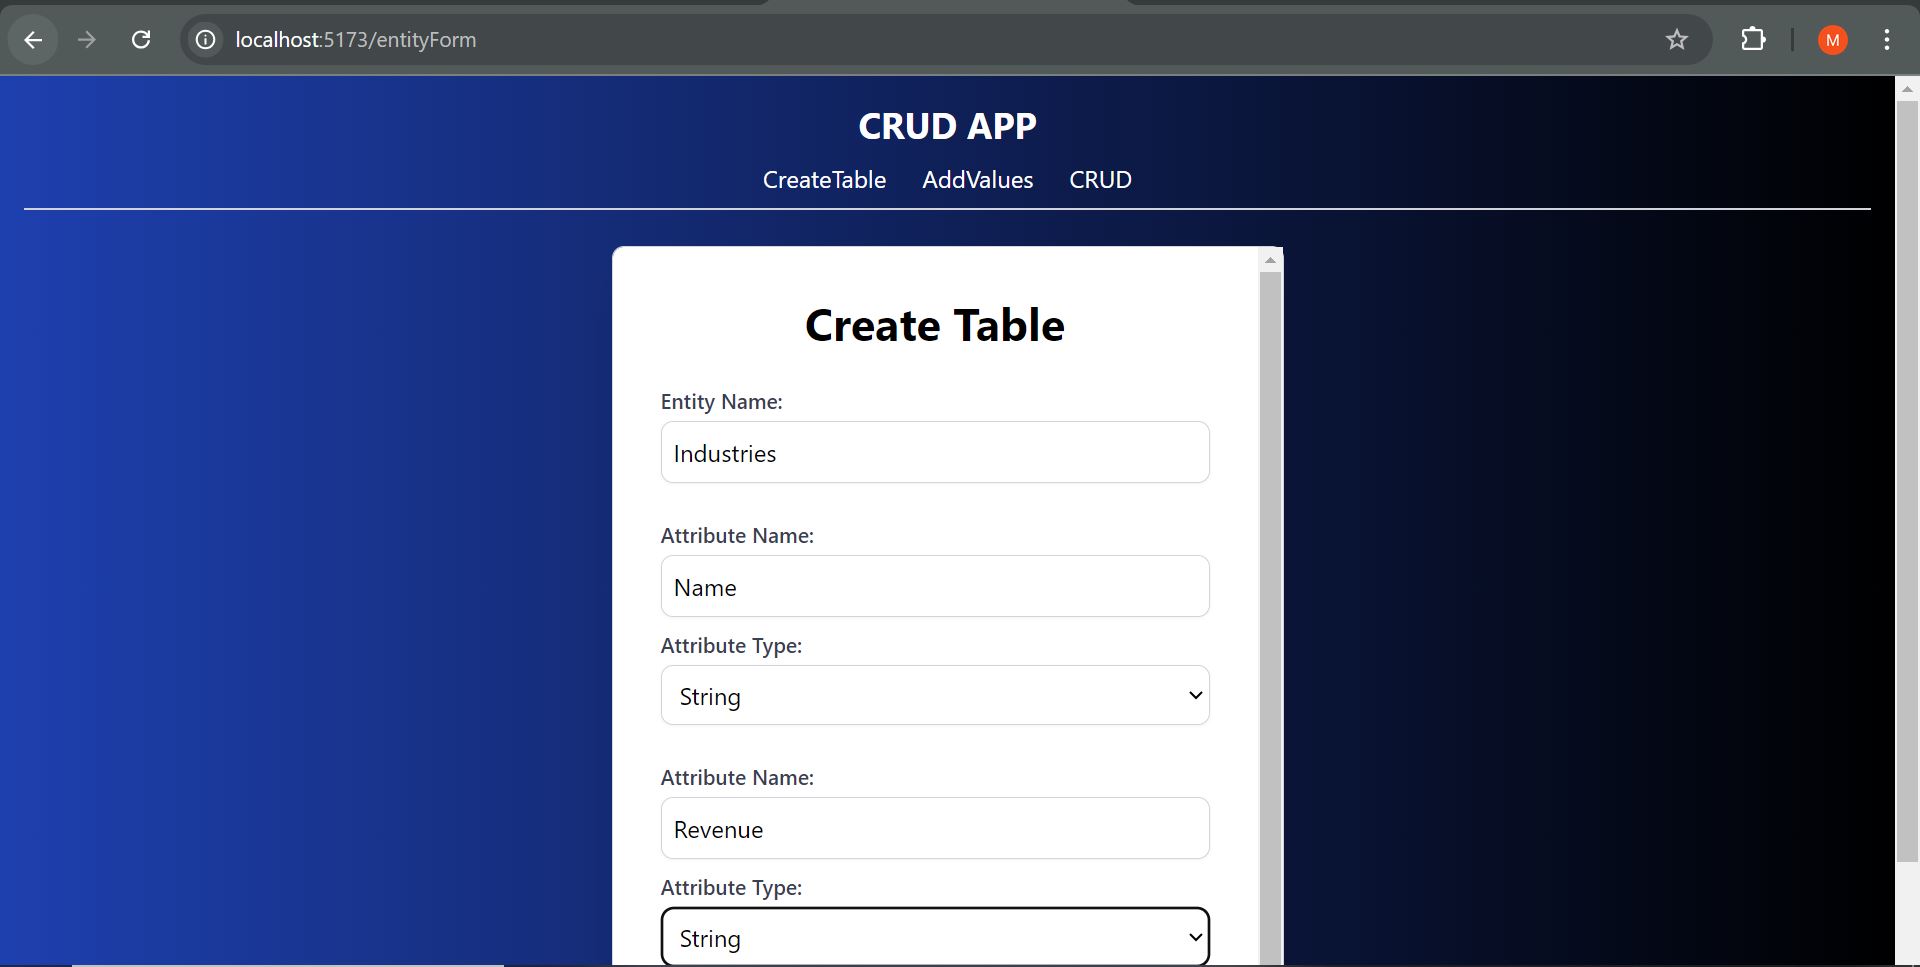 localhost:5173/entityForm
M
CRUD APP
CreateTable AddValues CRUD
Create Table
Entity Name:
Industries
Attribute Name:
Name
Attribute Type:
String
Attribute Name:
Revenue
Attribute Type:
String